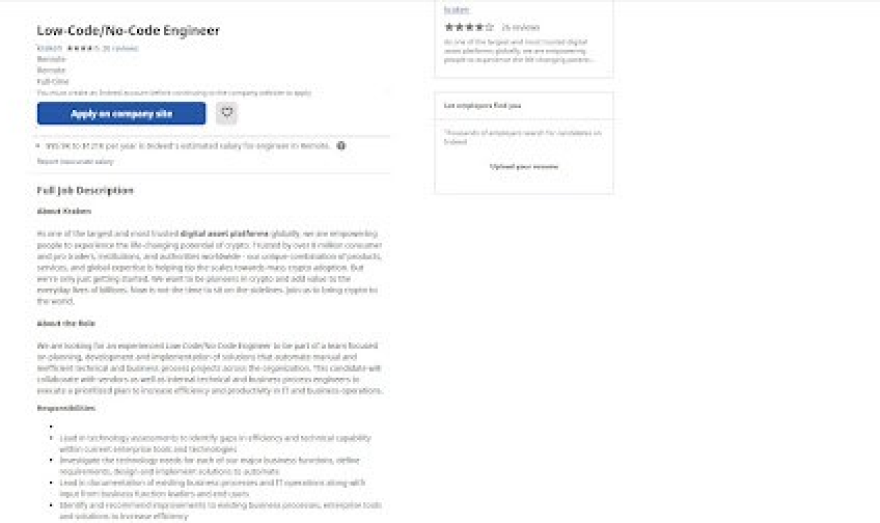 Low-Code/No-Code Engineer
kraken 26 reviews
Remote
Remote
Full-time
You must create an Indeed account before continuing to the company website to apply
Apply on company site
per year is Indeed's estimated salary for engineer in Remote.
Report inaccurate salary
Full Job Description
About Kraken
As one of the largest and most trusted digital asset platforms globally, we are empowering
people to experience the life-changing potential of crypto. Trusted by over 8 million consumer
and pro traders, institutions, and authorities worldwide - our unique combination of products,
services, and global expertise is helping tip the scales towards mass crypto adoption. But
we're only just getting started. We want to be pioneers in crypto and add value to the
everyday lives of billions. Now is not the time to sit on the sidelines. Join us to bring crypto to
the world.
About the Role
We are looking for an experienced Low-Code/No-Code Engineer to be part of a team focused
on planning, development and implementation of solutions that automate manual and
inefficient technical and business process projects across the organization. This candidate will
collaborate with vendors as well as internal technical and business process engineers to
execute a prioritized plan to increase efficiency and productivity in IT and business operations.
Responsibilities
Lead in technology assessments to identify gaps in efficiency and technical capability
within current enterprise tools and technologies
Investigate the technology needs for each of our major business functions, define
requirements, design and implement solutions to automate
Lead in documentation of existing business processes and IT operations along with
input from business function leaders and end users
Identify and recommend improvements to existing business processes, enterprise tools
and solutions to increase efficiency
kraken
26 reviews
As one of the largest and most trusted digital
asset platforms globally, we are empowering
people to experience the life-changing potentia...
Let employers find you
Thousands of employers search for candidates on
Indeed
Upload your resume